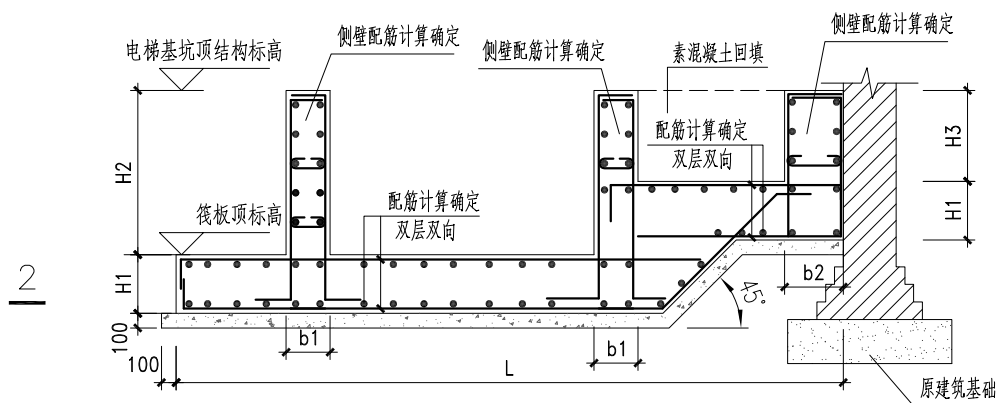 侧壁配筋计算确定
侧壁配筋计算确定
侧壁配筋计算确定
电梯基坑顶结构标高
素混凝土回填
配筋计算确定
双层双向
H3
H2
H1
筏板顶标高
配筋计算确定
双层双向
2
H1
b2
45°
100
b1
b1
100
L
原建筑基础